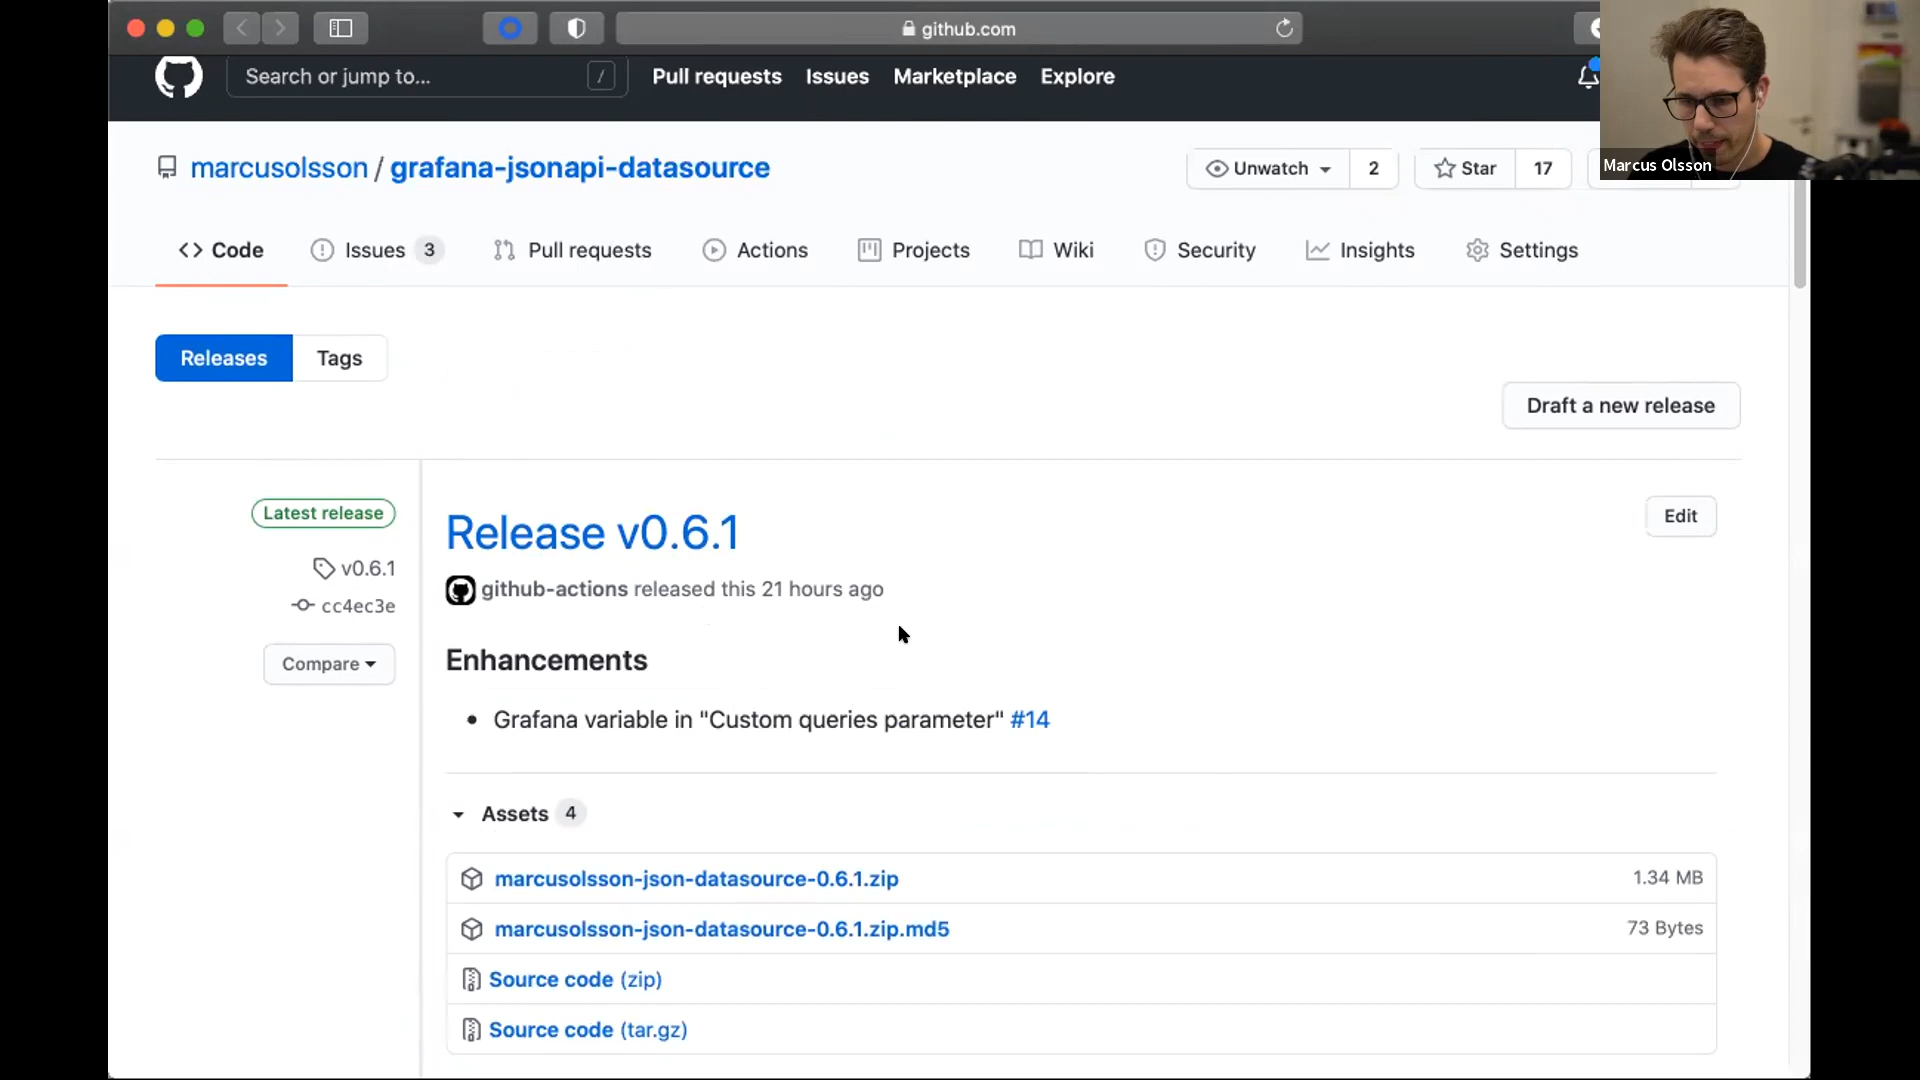 github.com
Search or jump to... /
Pull requests Issues Marketplace Explore
Marcus Olsson
marcusolsson / grafana-jsonapi-datasource
Unwatch 2 Star 17
Code Issues 3 Pull requests Actions Projects Wiki Security Insights Settings
Releases Tags
Draft a new release
Latest release
v0.6.1
cc4ec3e
Compare
Release v0.6.1
Edit
github-actions released this 21 hours ago
Enhancements
• Grafana variable in "Custom queries parameter" #14
Assets 4
marcusolsson-json-datasource-0.6.1.zip 1.34 MB
marcusolsson-json-datasource-0.6.1.zip.md5 73 Bytes
Source code (zip)
Source code (tar.gz)